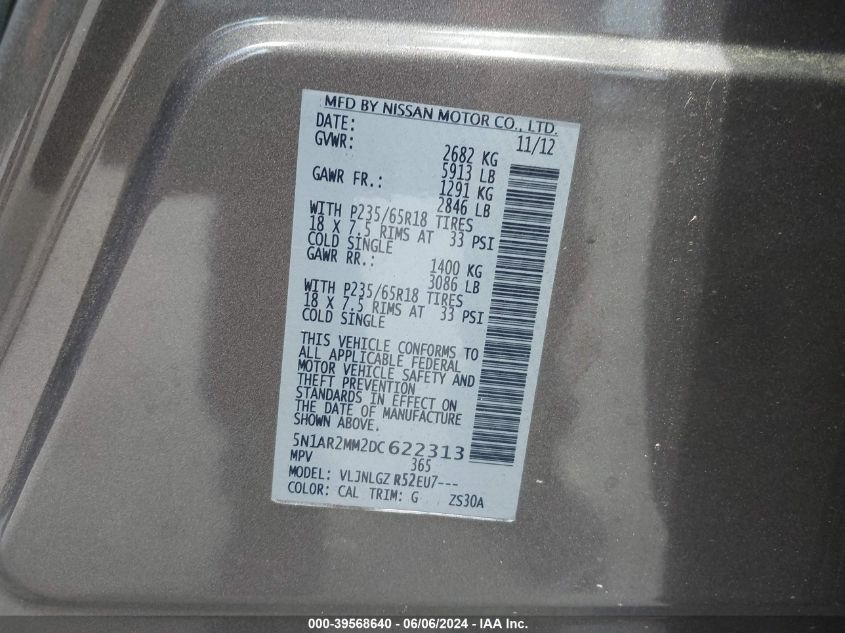 MFD BY NISSAN MOTOR CO., LTD.
DATE: 11/12
GVWR: 2682 KG
5913 LB
GAWR FR.: 1291 KG
2846 LB
WITH P235/65R18 TIRES
18 X 7.5 RIMS AT 33 PSI
COLD SINGLE
GAWR RR.: 1400 KG
3086 LB
WITH P235/65R18 TIRES
18 X 7.5 RIMS AT 33 PSI
COLD SINGLE
THIS VEHICLE CONFORMS TO
ALL APPLICABLE FEDERAL
MOTOR VEHICLE SAFETY AND
THEFT PREVENTION
STANDARDS IN EFFECT ON
THE DATE OF MANUFACTURE
SHOWN ABOVE.
5N1AR2MM2DC622313
MPV 365
MODEL: VLJNLGZ R52EU7---
COLOR: CAL TRIM: G ZS30A
000-39568640 - 06/06/2024 - IAA Inc.